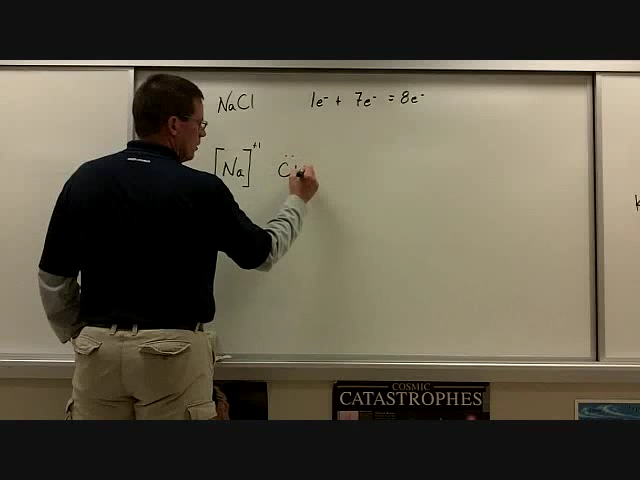 NaCl 1e⁻ + 7e⁻ = 8e⁻
[Na]⁺¹ C
COSMIC
CATASTROPHES